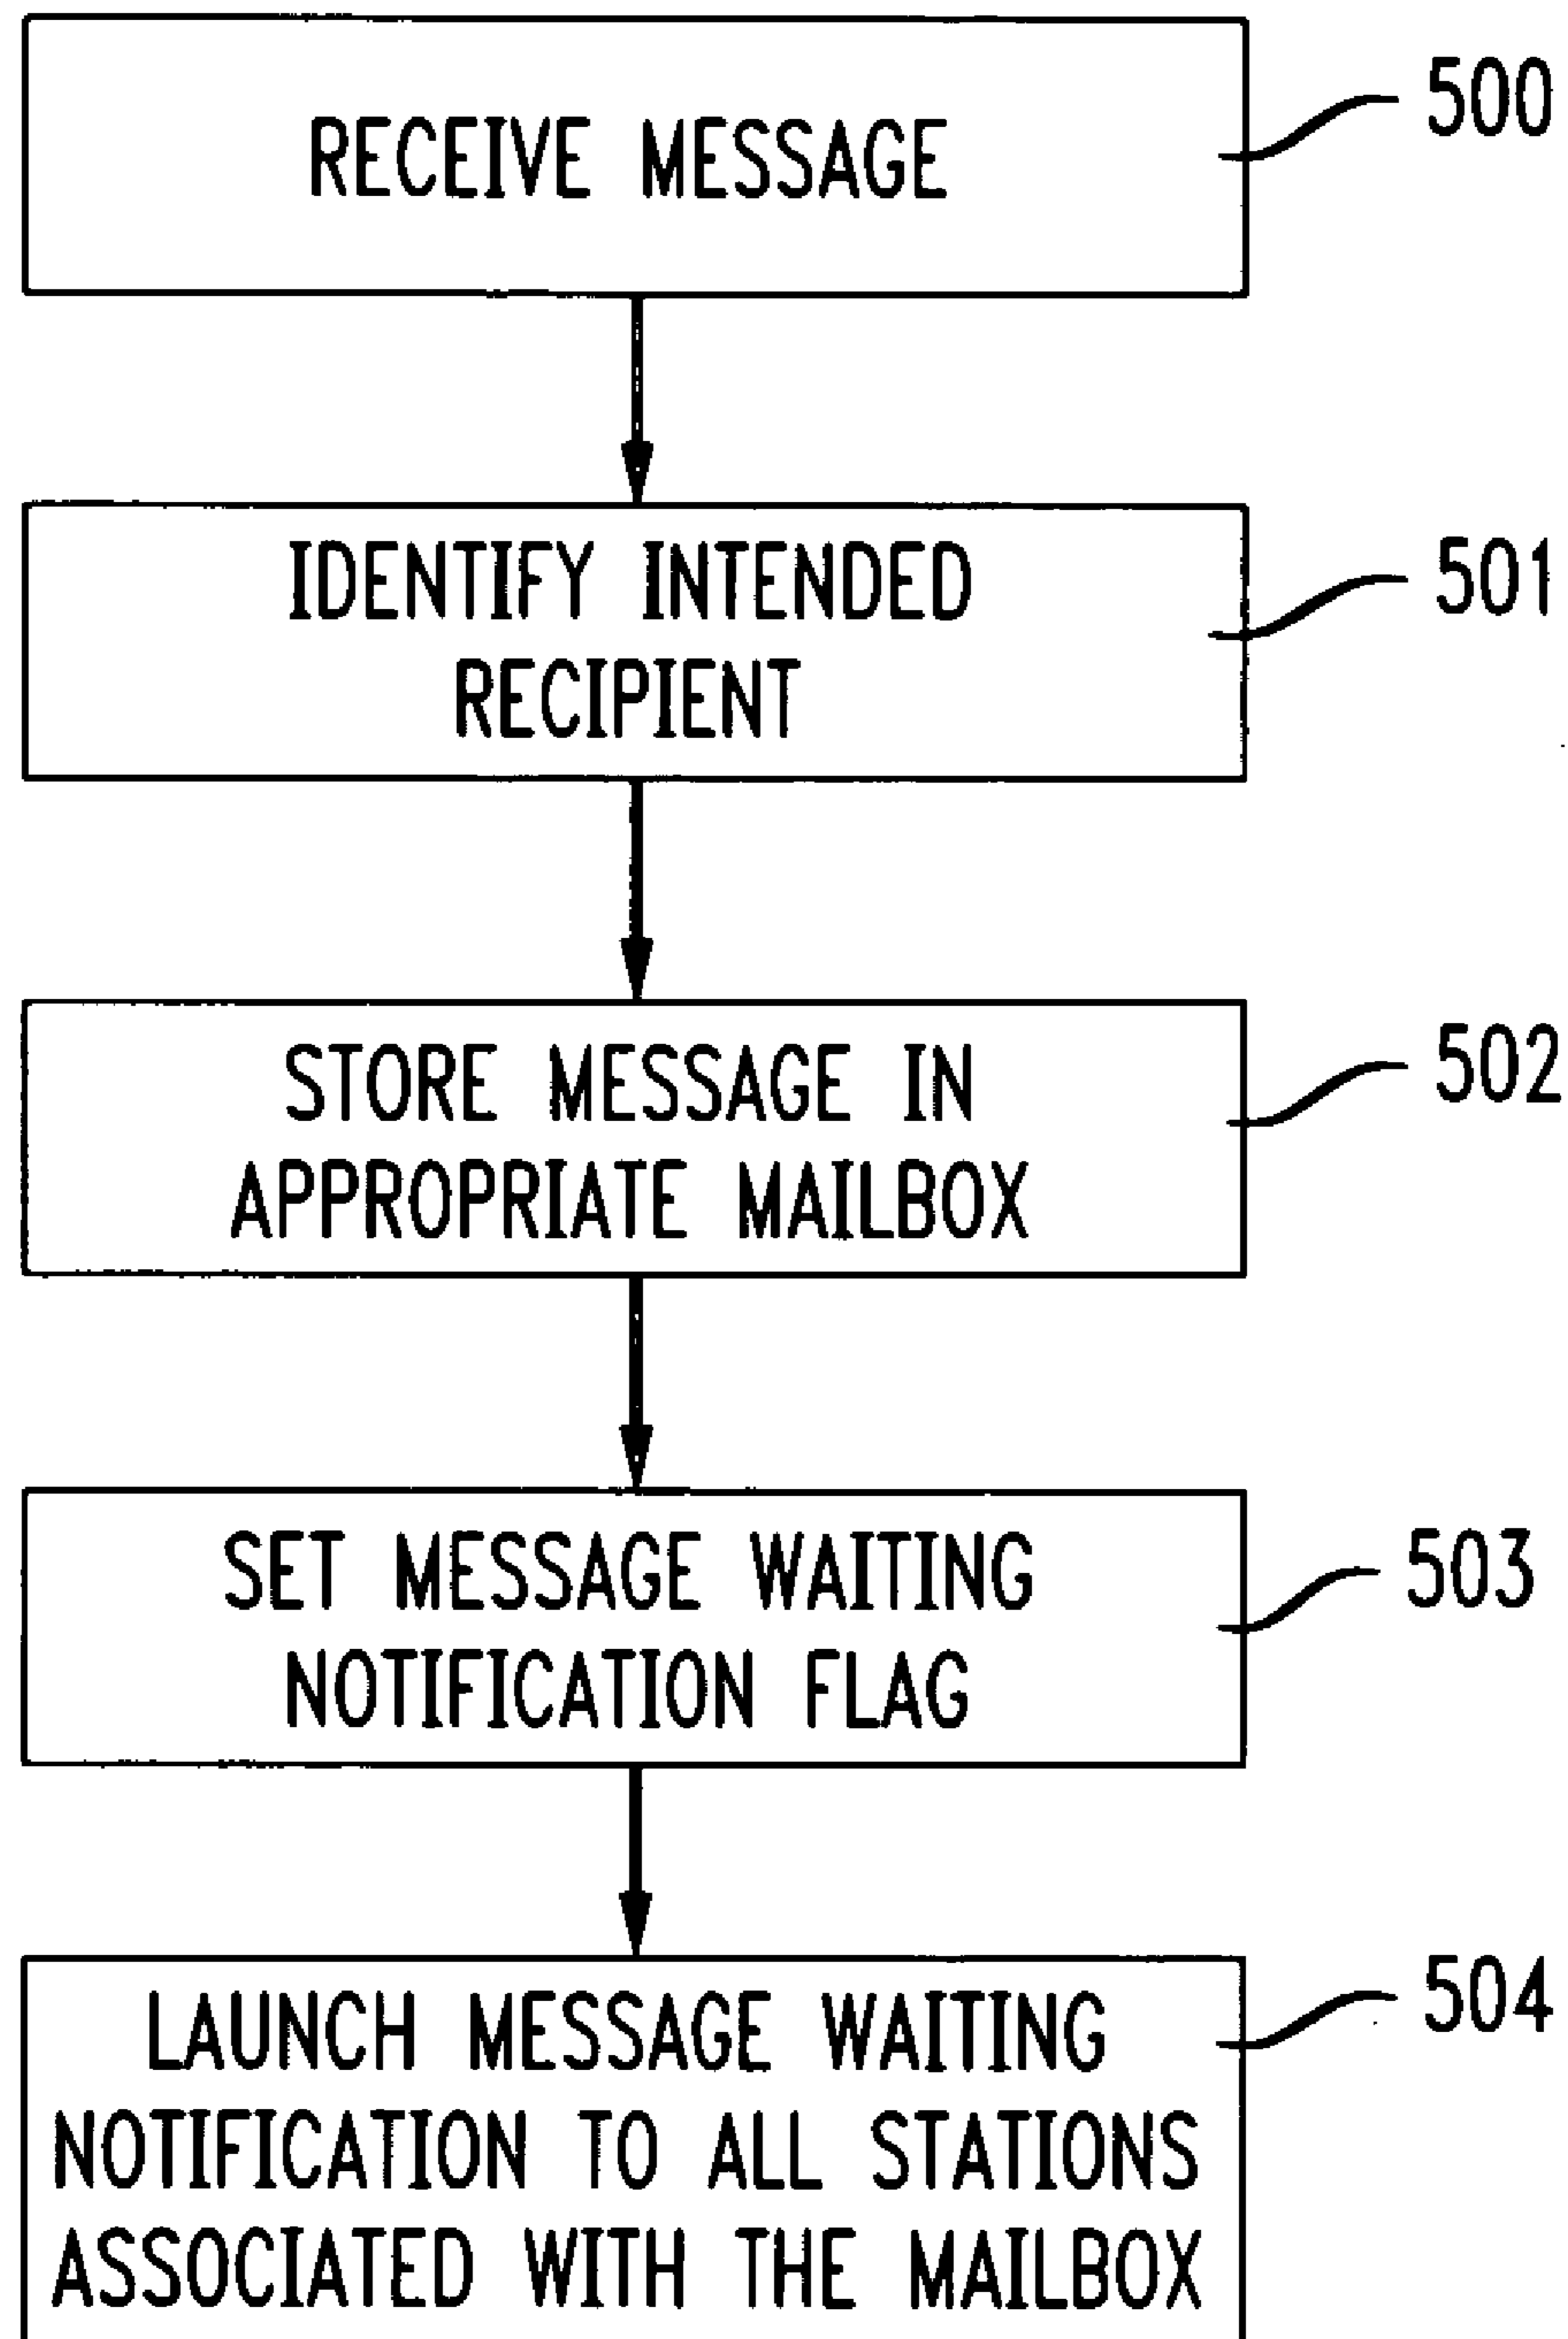 RECEIVE MESSAGE
500
IDENTIFY INTENDED
RECIPIENT
501
STORE MESSAGE IN
APPROPRIATE MAILBOX
502
SET MESSAGE WAITING
NOTIFICATION FLAG
503
LAUNCH MESSAGE WAITING
NOTIFICATION TO ALL STATIONS
ASSOCIATED WITH THE MAILBOX
504